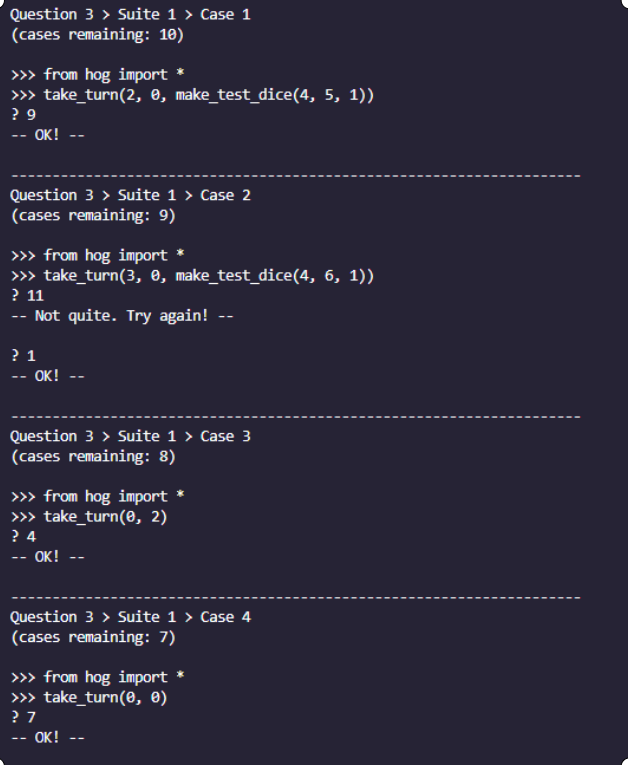 Question 3 > Suite 1 > Case 1
(cases remaining: 10)
>>> from hog import *
>>> take_turn(2, 0, make_test_dice(4, 5, 1))
? 9
-- OK! --
---------------------------------------------------------------------
Question 3 > Suite 1 > Case 2
(cases remaining: 9)
>>> from hog import *
>>> take_turn(3, 0, make_test_dice(4, 6, 1))
? 11
-- Not quite. Try again! --
? 1
-- OK! --
---------------------------------------------------------------------
Question 3 > Suite 1 > Case 3
(cases remaining: 8)
>>> from hog import *
>>> take_turn(0, 2)
? 4
-- OK! --
---------------------------------------------------------------------
Question 3 > Suite 1 > Case 4
(cases remaining: 7)
>>> from hog import *
>>> take_turn(0, 0)
? 7
-- OK! --